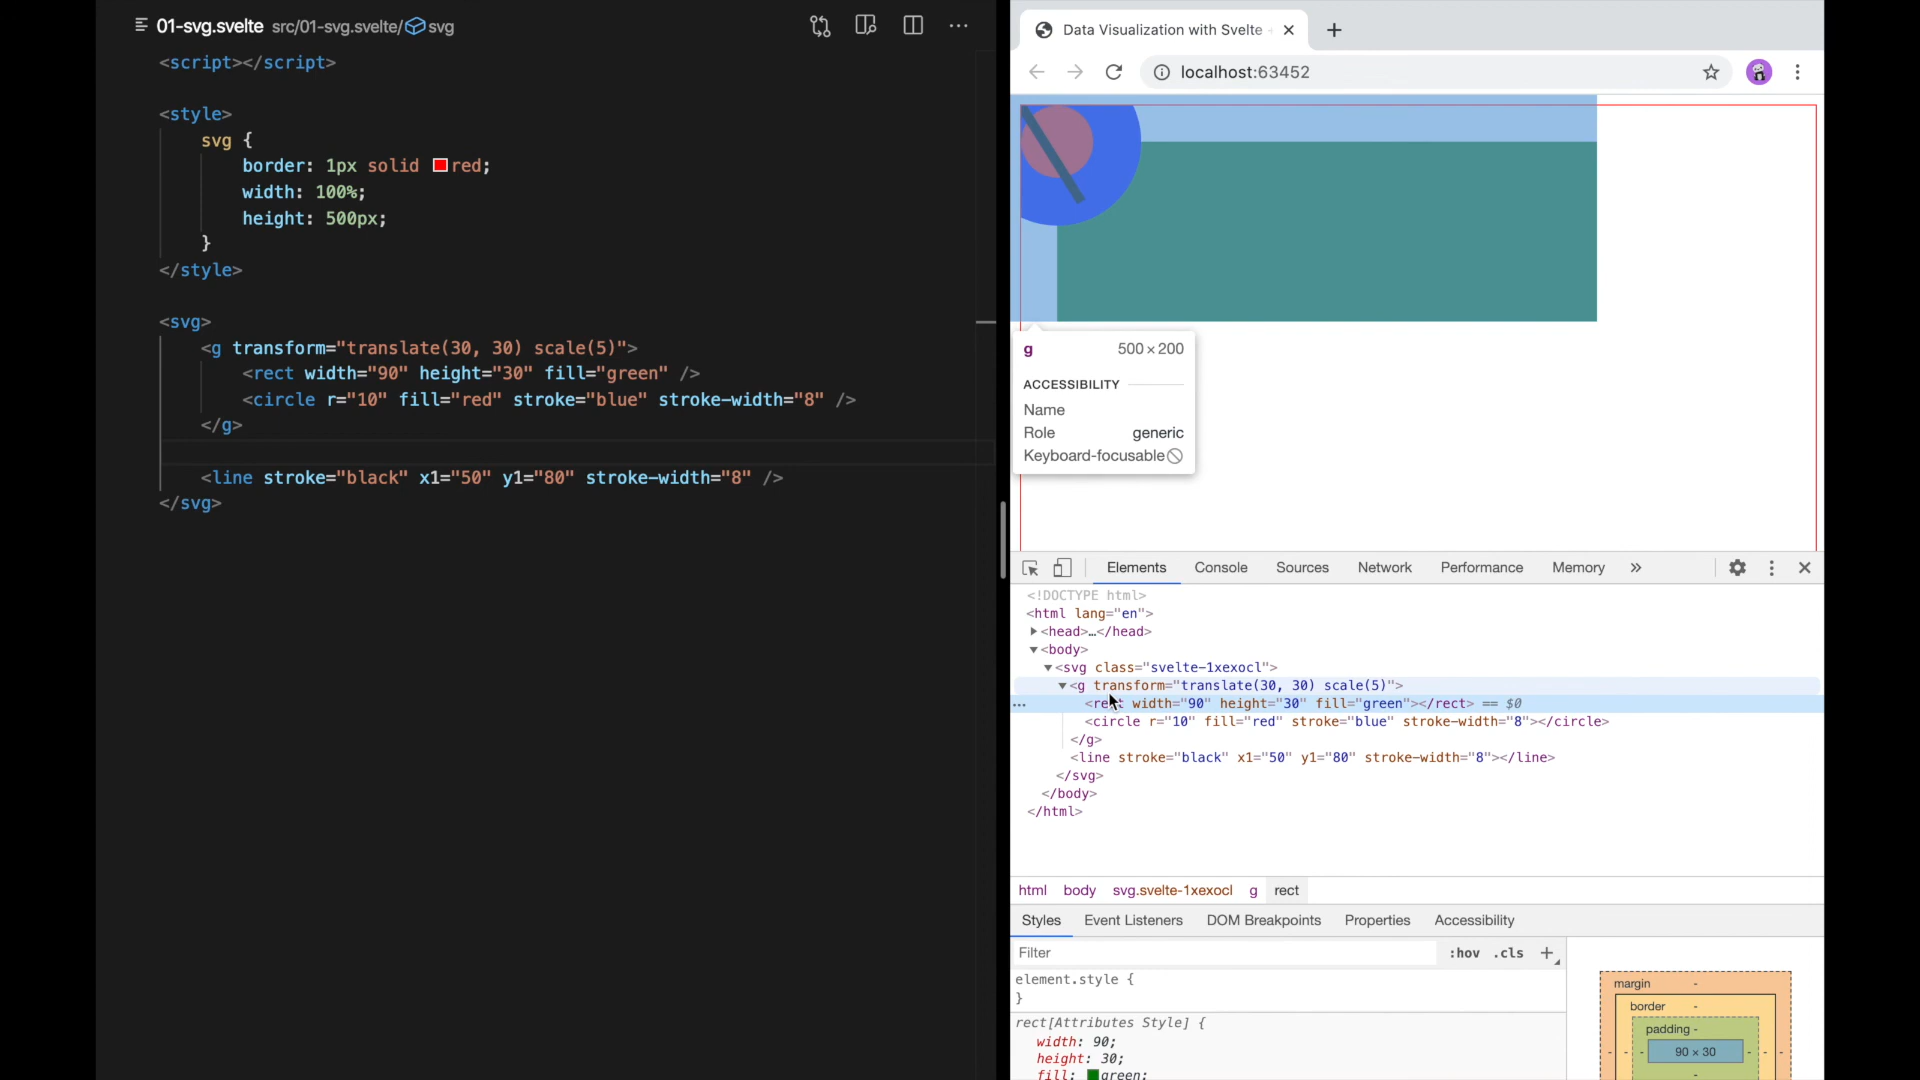 01-svg.svelte src/01-svg.svelte/svg
<script></script>
<style>
svg {
border: 1px solid red;
width: 100%;
height: 500px;
}
</style>
<svg>
<g transform="translate(30, 30) scale(5)">
<rect width="90" height="30" fill="green" />
<circle r="10" fill="red" stroke="blue" stroke-width="8" />
</g>
<line stroke="black" x1="50" y1="80" stroke-width="8" />
</svg>
Data Visualization with Svelte
localhost:63452
g 500×200
ACCESSIBILITY
Name
Role generic
Keyboard-focusable
Elements Console Sources Network Performance Memory »
<!DOCTYPE html>
<html lang="en">
<head>…</head>
<body>
<svg class="svelte-1xexocl">
<g transform="translate(30, 30) scale(5)">
<rect width="90" height="30" fill="green"></rect> == $0
<circle r="10" fill="red" stroke="blue" stroke-width="8"></circle>
</g>
<line stroke="black" x1="50" y1="80" stroke-width="8"></line>
</svg>
</body>
</html>
html body svg.svelte-1xexocl g rect
Styles Event Listeners DOM Breakpoints Properties Accessibility
Filter :hov .cls +
element.style {
}
rect[Attributes Style] {
width: 90;
height: 30;
fill: green;
margin -
border -
padding -
- - - 90 × 30 - - -
-